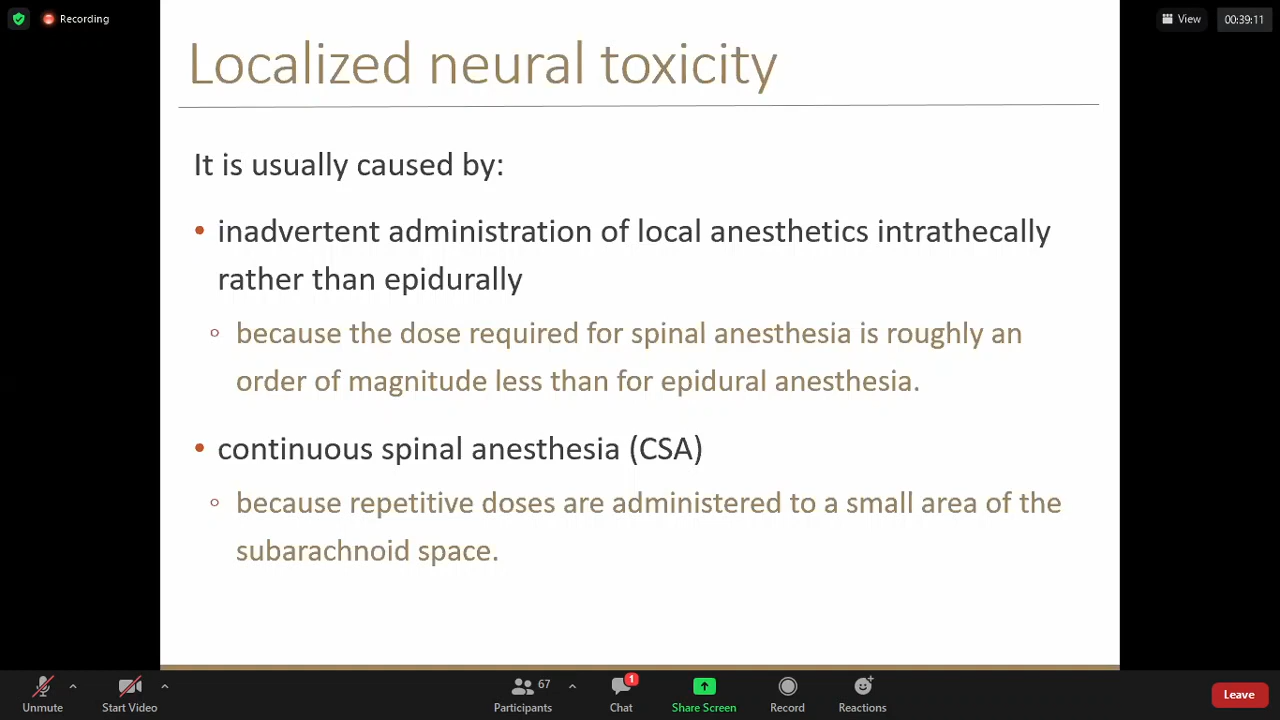 Recording
View
00:39:11
Localized neural toxicity
It is usually caused by:
• inadvertent administration of local anesthetics intrathecally
rather than epidurally
◦ because the dose required for spinal anesthesia is roughly an
order of magnitude less than for epidural anesthesia.
• continuous spinal anesthesia (CSA)
◦ because repetitive doses are administered to a small area of the
subarachnoid space.
67
1
Unmute
Start Video
Participants
Chat
Share Screen
Record
Reactions
Leave